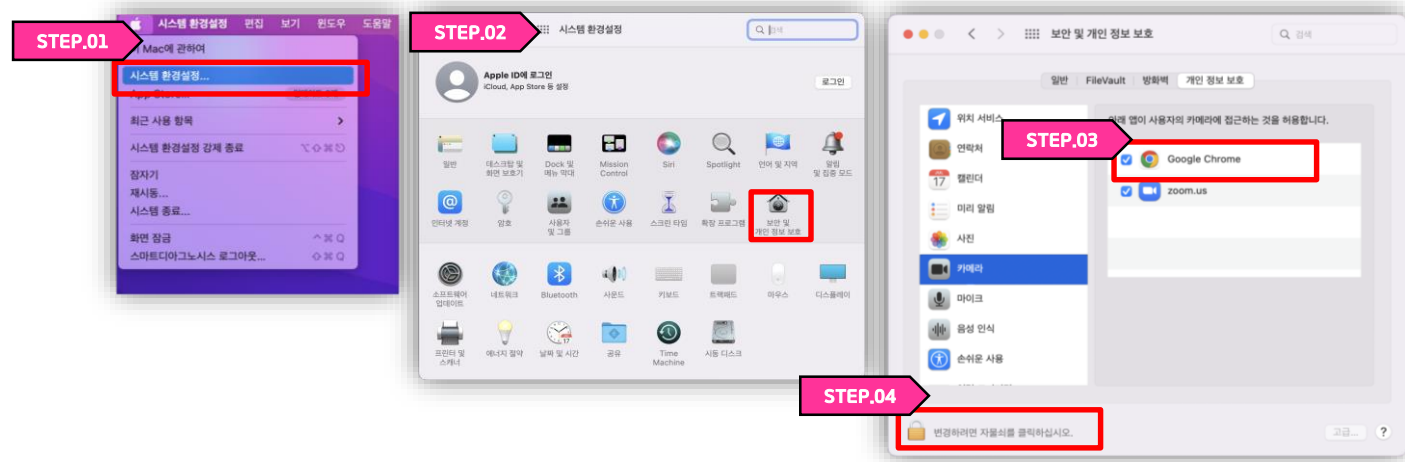 STEP.01
시스템 환경설정 편집 보기 윈도우 도움말
Mac에 관하여
시스템 환경설정...
App Store...
최근 사용 항목
시스템 환경설정 강제 종료 ⌥⇧⌘⎋
잠자기
재시동...
시스템 종료...
화면 잠금 ^⌘Q
스마트디아그노시스 로그아웃... ⇧⌘Q
STEP.02
시스템 환경설정
검색
Apple ID에 로그인
iCloud, App Store 등 설정
로그인
일반
데스크탑 및
화면 보호기
Dock 및
메뉴 막대
Mission
Control
Siri
Spotlight
언어 및 지역
알림
및 집중 모드
인터넷 계정
암호
사용자
및 그룹
손쉬운 사용
스크린 타임
확장 프로그램
보안 및
개인 정보 보호
소프트웨어
업데이트
네트워크
Bluetooth
사운드
키보드
트랙패드
마우스
디스플레이
프린터 및
스캐너
에너지 절약
날짜 및 시간
공유
Time
Machine
시동 디스크
보안 및 개인 정보 보호
검색
일반 FileVault 방화벽 개인 정보 보호
위치 서비스
연락처
17
캘린더
미리 알림
사진
카메라
마이크
음성 인식
손쉬운 사용
아래 앱이 사용자의 카메라에 접근하는 것을 허용합니다.
STEP.03
Google Chrome
zoom.us
STEP.04
변경하려면 자물쇠를 클릭하십시오.
고급...
?